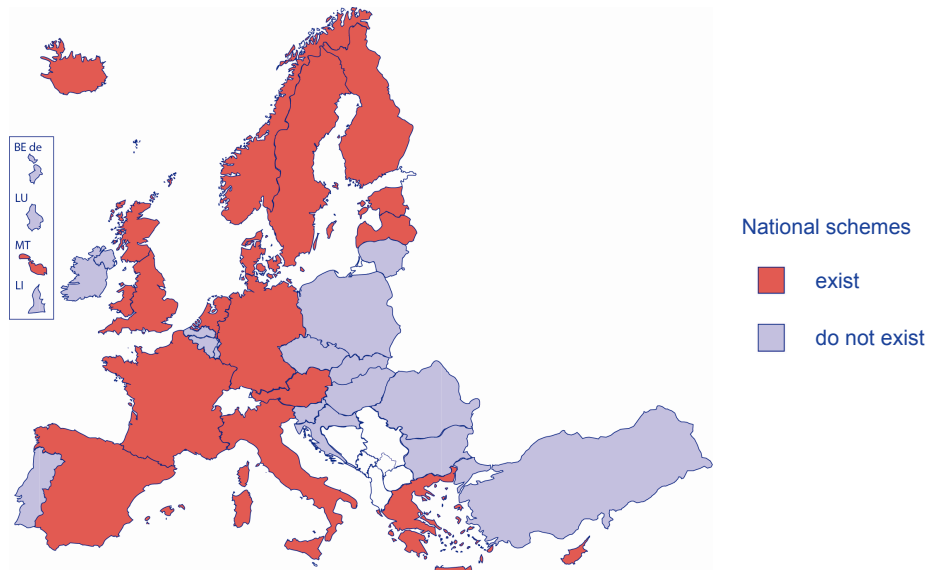 BE de
LU
MT
LI
National schemes
exist
do not exist